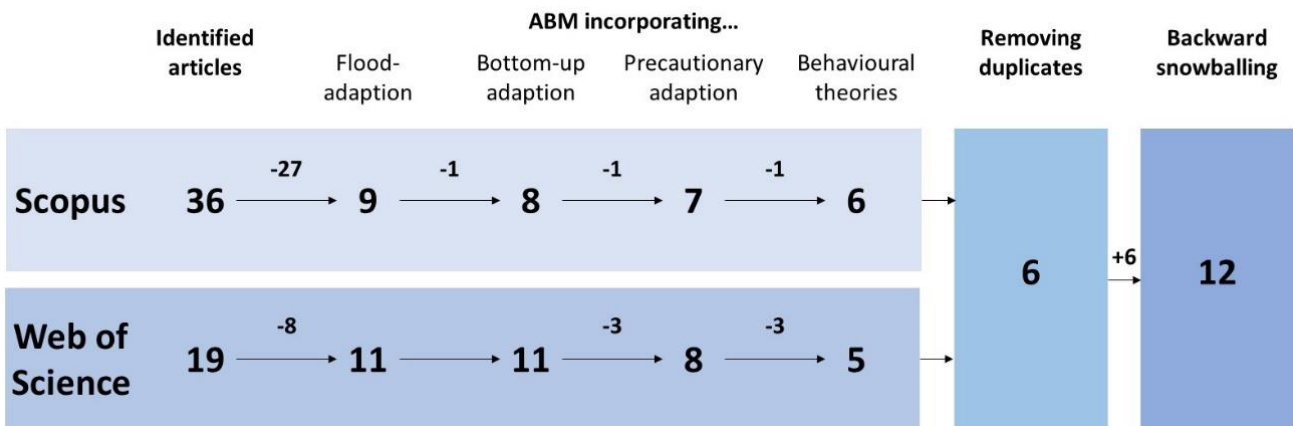 ABM incorporating...
Identified articles
Flood-adaption
Bottom-up adaption
Precautionary adaption
Behavioural theories
Removing duplicates
Backward snowballing
Scopus
36
-27
9
-1
8
-1
7
-1
6
Web of Science
19
-8
11
11
-3
8
-3
5
6
+6
12